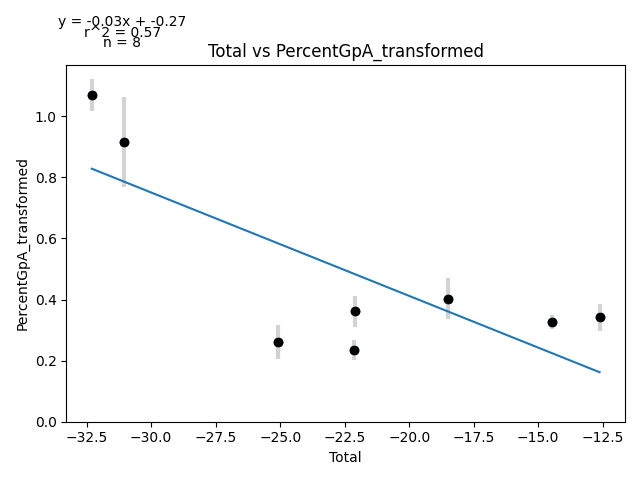 y = -0.03x + -0.27
r^2 = 0.57
n = 8
Total vs PercentGpA_transformed
PercentGpA_transformed
1.0
0.8
0.6
0.4
0.2
0.0
−32.5 −30.0 −27.5 −25.0 −22.5 −20.0 −17.5 −15.0 −12.5
Total